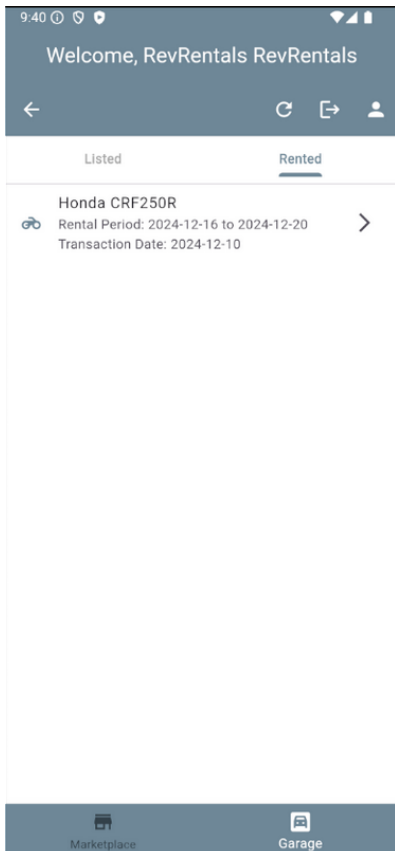 9:40
Welcome, RevRentals RevRentals
Listed
Rented
Honda CRF250R
Rental Period: 2024-12-16 to 2024-12-20
Transaction Date: 2024-12-10
Marketplace
Garage